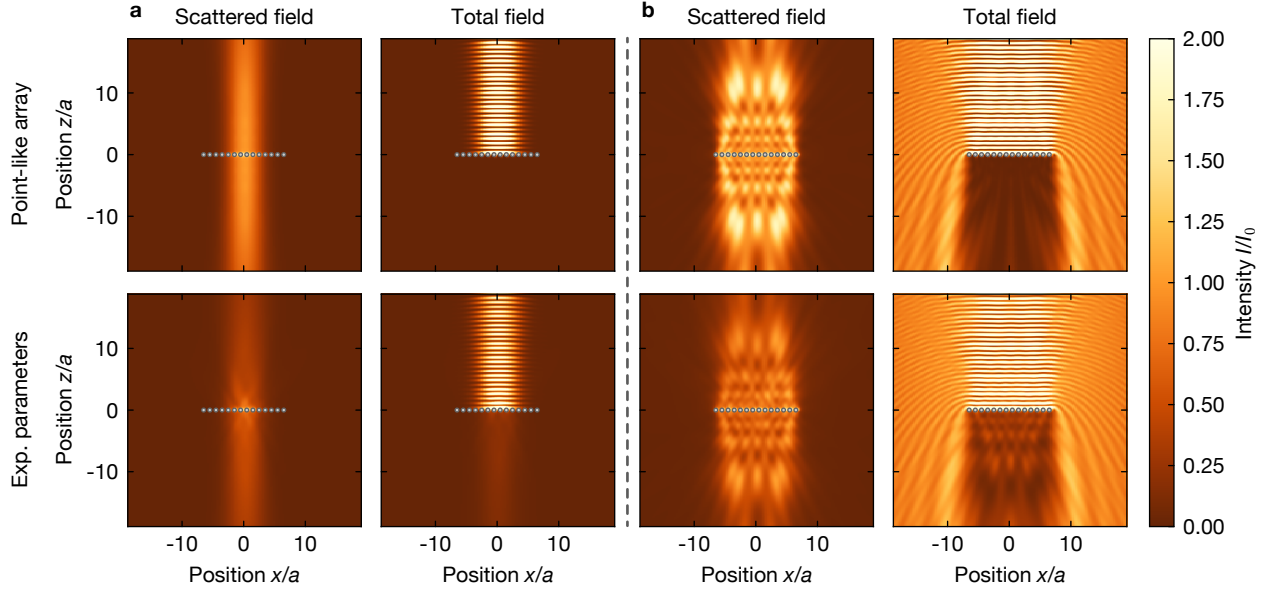 a
b
Scattered field
Total field
Scattered field
Total field
Point-like array
Position z/a
10
0
-10
Exp. parameters
Position z/a
10
0
-10
-10 0 10
-10 0 10
-10 0 10
-10 0 10
Position x/a
Position x/a
Position x/a
Position x/a
2.00
1.75
1.50
1.25
1.00
0.75
0.50
0.25
0.00
Intensity I/I₀